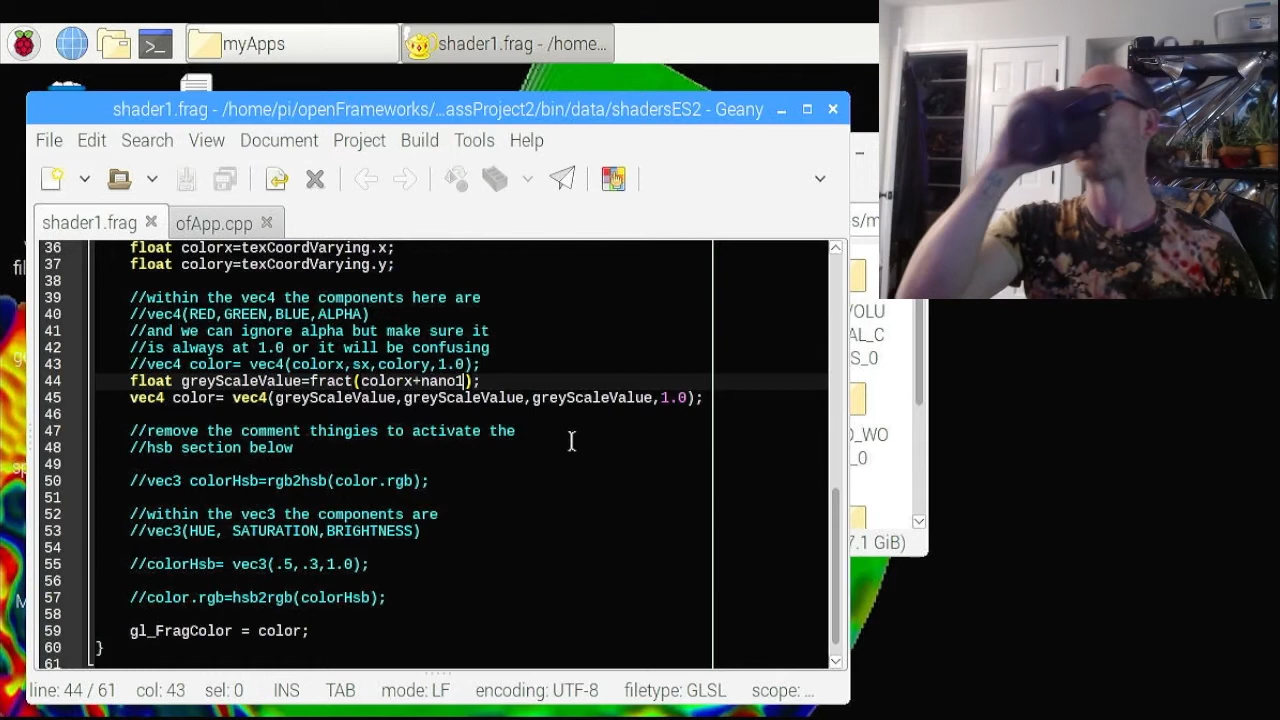 myApps
shader1.frag - /home...
shader1.frag - /home/pi/openFrameworks/...assProject2/bin/data/shadersES2 - Geany
File Edit Search View Document Project Build Tools Help
shader1.frag ofApp.cpp
36 float colorx=texCoordVarying.x;
37 float colory=texCoordVarying.y;
38
39 //within the vec4 the components here are
40 //vec4(RED,GREEN,BLUE,ALPHA)
41 //and we can ignore alpha but make sure it
42 //is always at 1.0 or it will be confusing
43 //vec4 color= vec4(colorx,sx,colory,1.0);
44 float greyScaleValue=fract(colorx+nano1);
45 vec4 color= vec4(greyScaleValue,greyScaleValue,greyScaleValue,1.0);
46
47 //remove the comment thingies to activate the
48 //hsb section below
49
50 //vec3 colorHsb=rgb2hsb(color.rgb);
51
52 //within the vec3 the components are
53 //vec3(HUE, SATURATION,BRIGHTNESS)
54
55 //colorHsb= vec3(.5,.3,1.0);
56
57 //color.rgb=hsb2rgb(colorHsb);
58
59 gl_FragColor = color;
60 }
61
line: 44 / 61 col: 43 sel: 0 INS TAB mode: LF encoding: UTF-8 filetype: GLSL scope: ...
s/m
VOLU
AL_C
S_0
D_WO
_0
7.1 GiB)